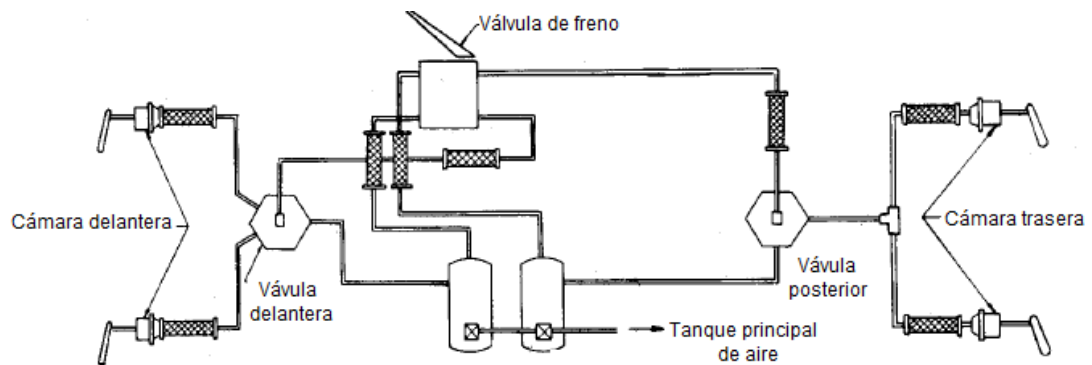 Válvula de freno
Cámara delantera
Vávula
delantera
Tanque principal
de aire
Vávula
posterior
Cámara trasera